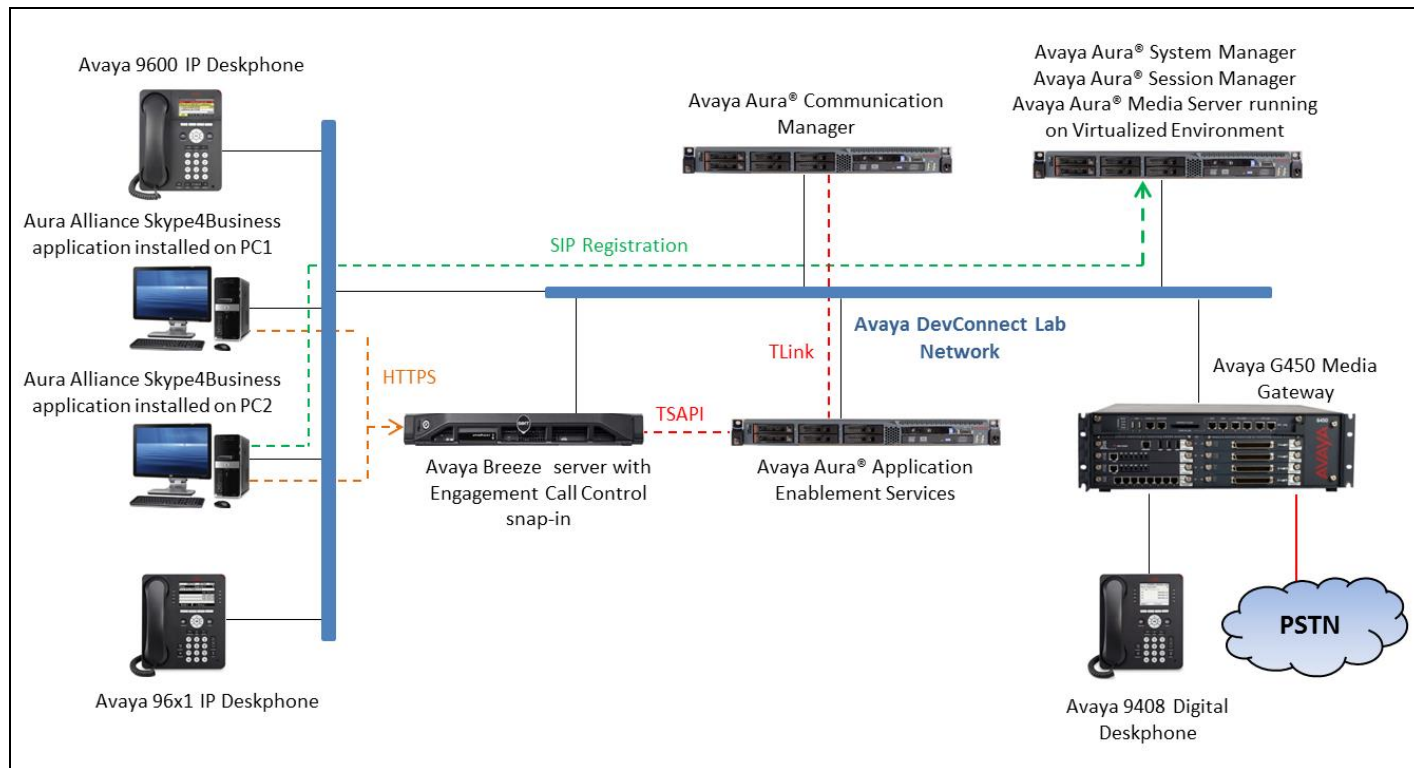 Avaya 9600 IP Deskphone
Aura Alliance Skype4Business
application installed on PC1
Aura Alliance Skype4Business
application installed on PC2
Avaya 96x1 IP Deskphone
HTTPS
SIP Registration
Avaya Aura® Communication
Manager
Avaya Aura® System Manager
Avaya Aura® Session Manager
Avaya Aura® Media Server running
on Virtualized Environment
TLink
Avaya DevConnect Lab
Network
TSAPI
Avaya Breeze server with
Engagement Call Control
snap-in
Avaya Aura® Application
Enablement Services
Avaya G450 Media
Gateway
AVAYA
Avaya 9408 Digital
Deskphone
PSTN